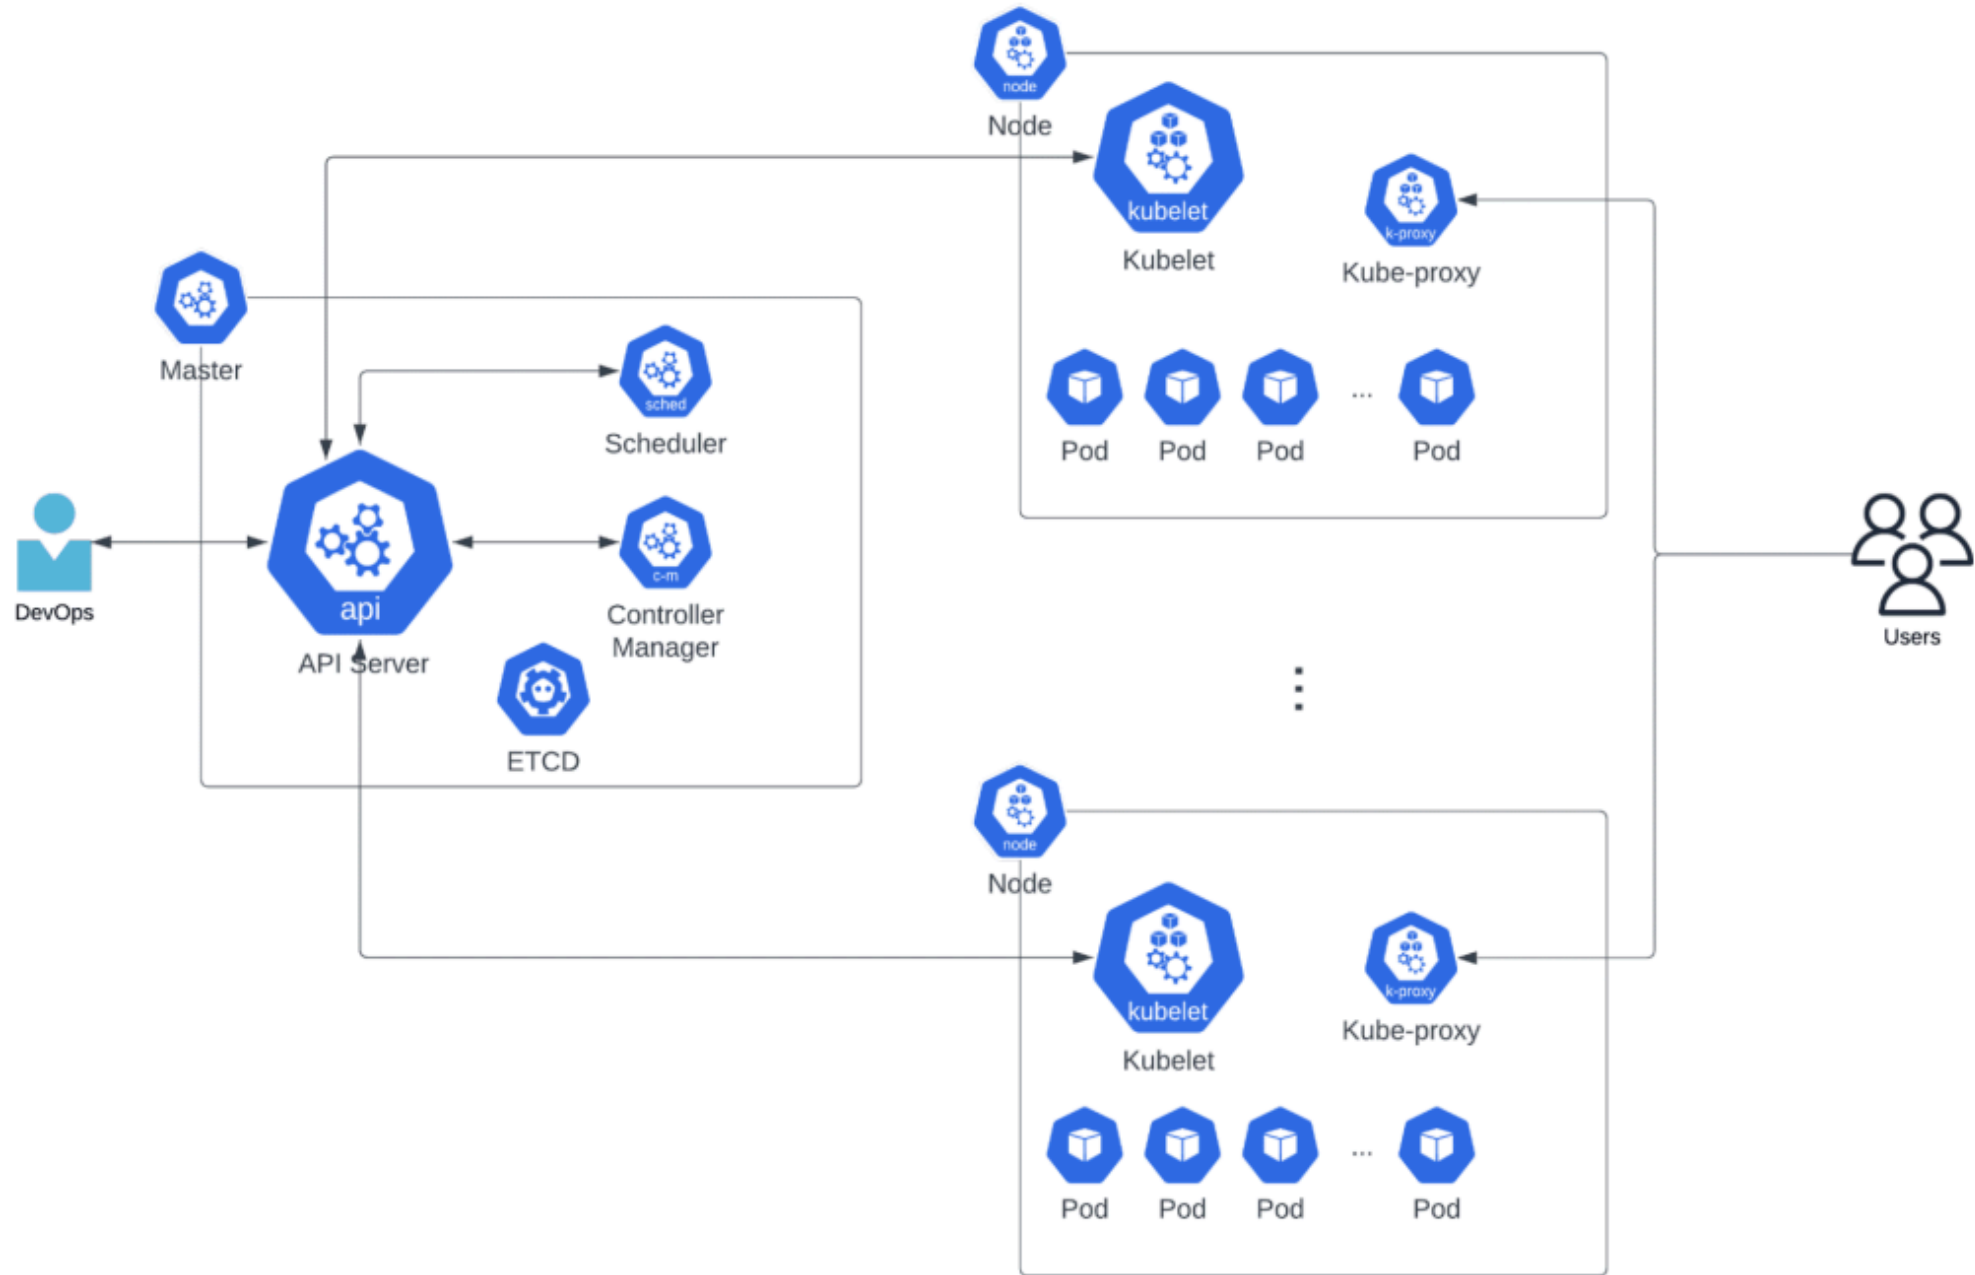 node
Node
kubelet
Kubelet
k-proxy
Kube-proxy
Pod
Pod
Pod
...
Pod
Master
sched
Scheduler
api
API Server
c-m
Controller
Manager
ETCD
DevOps
Users
node
Node
kubelet
Kubelet
k-proxy
Kube-proxy
Pod
Pod
Pod
...
Pod